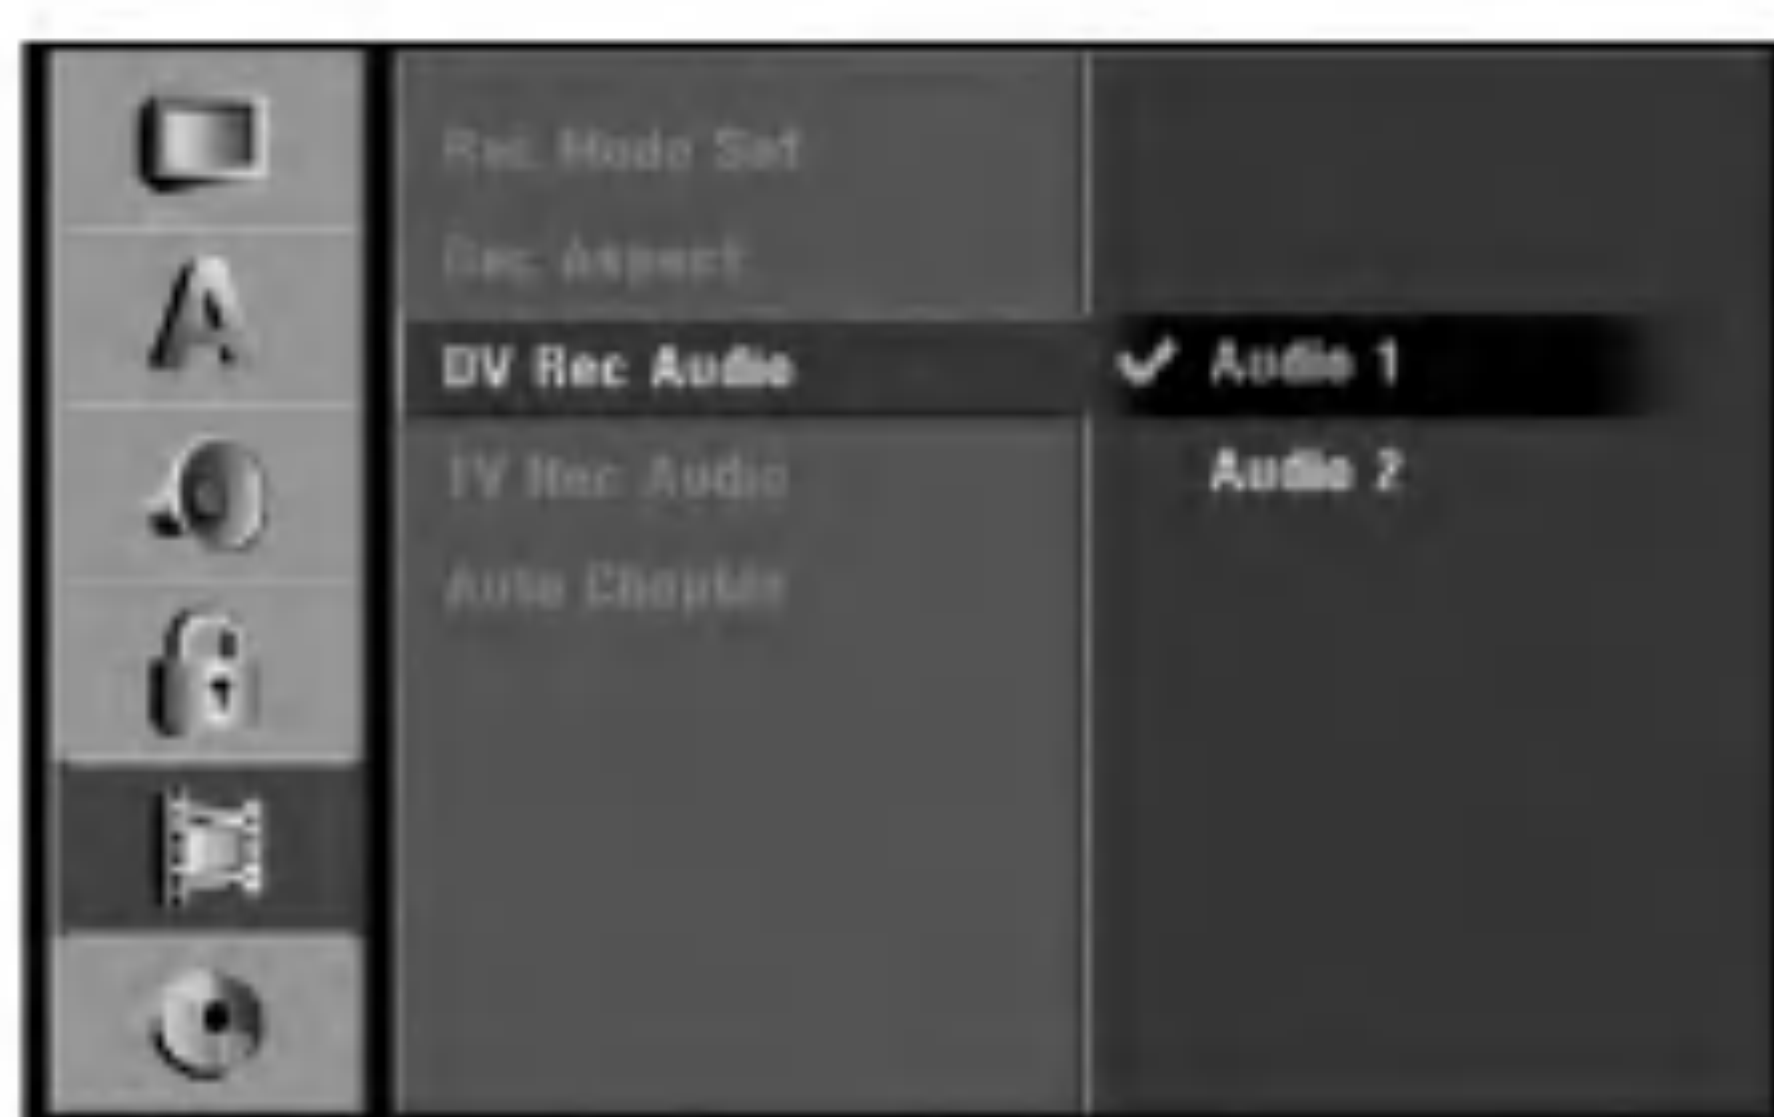 Rec Mode Set
Rec Aspect
DV Rec Audio
TV Rec Audio
Auto Chapter
Audio 1
Audio 2